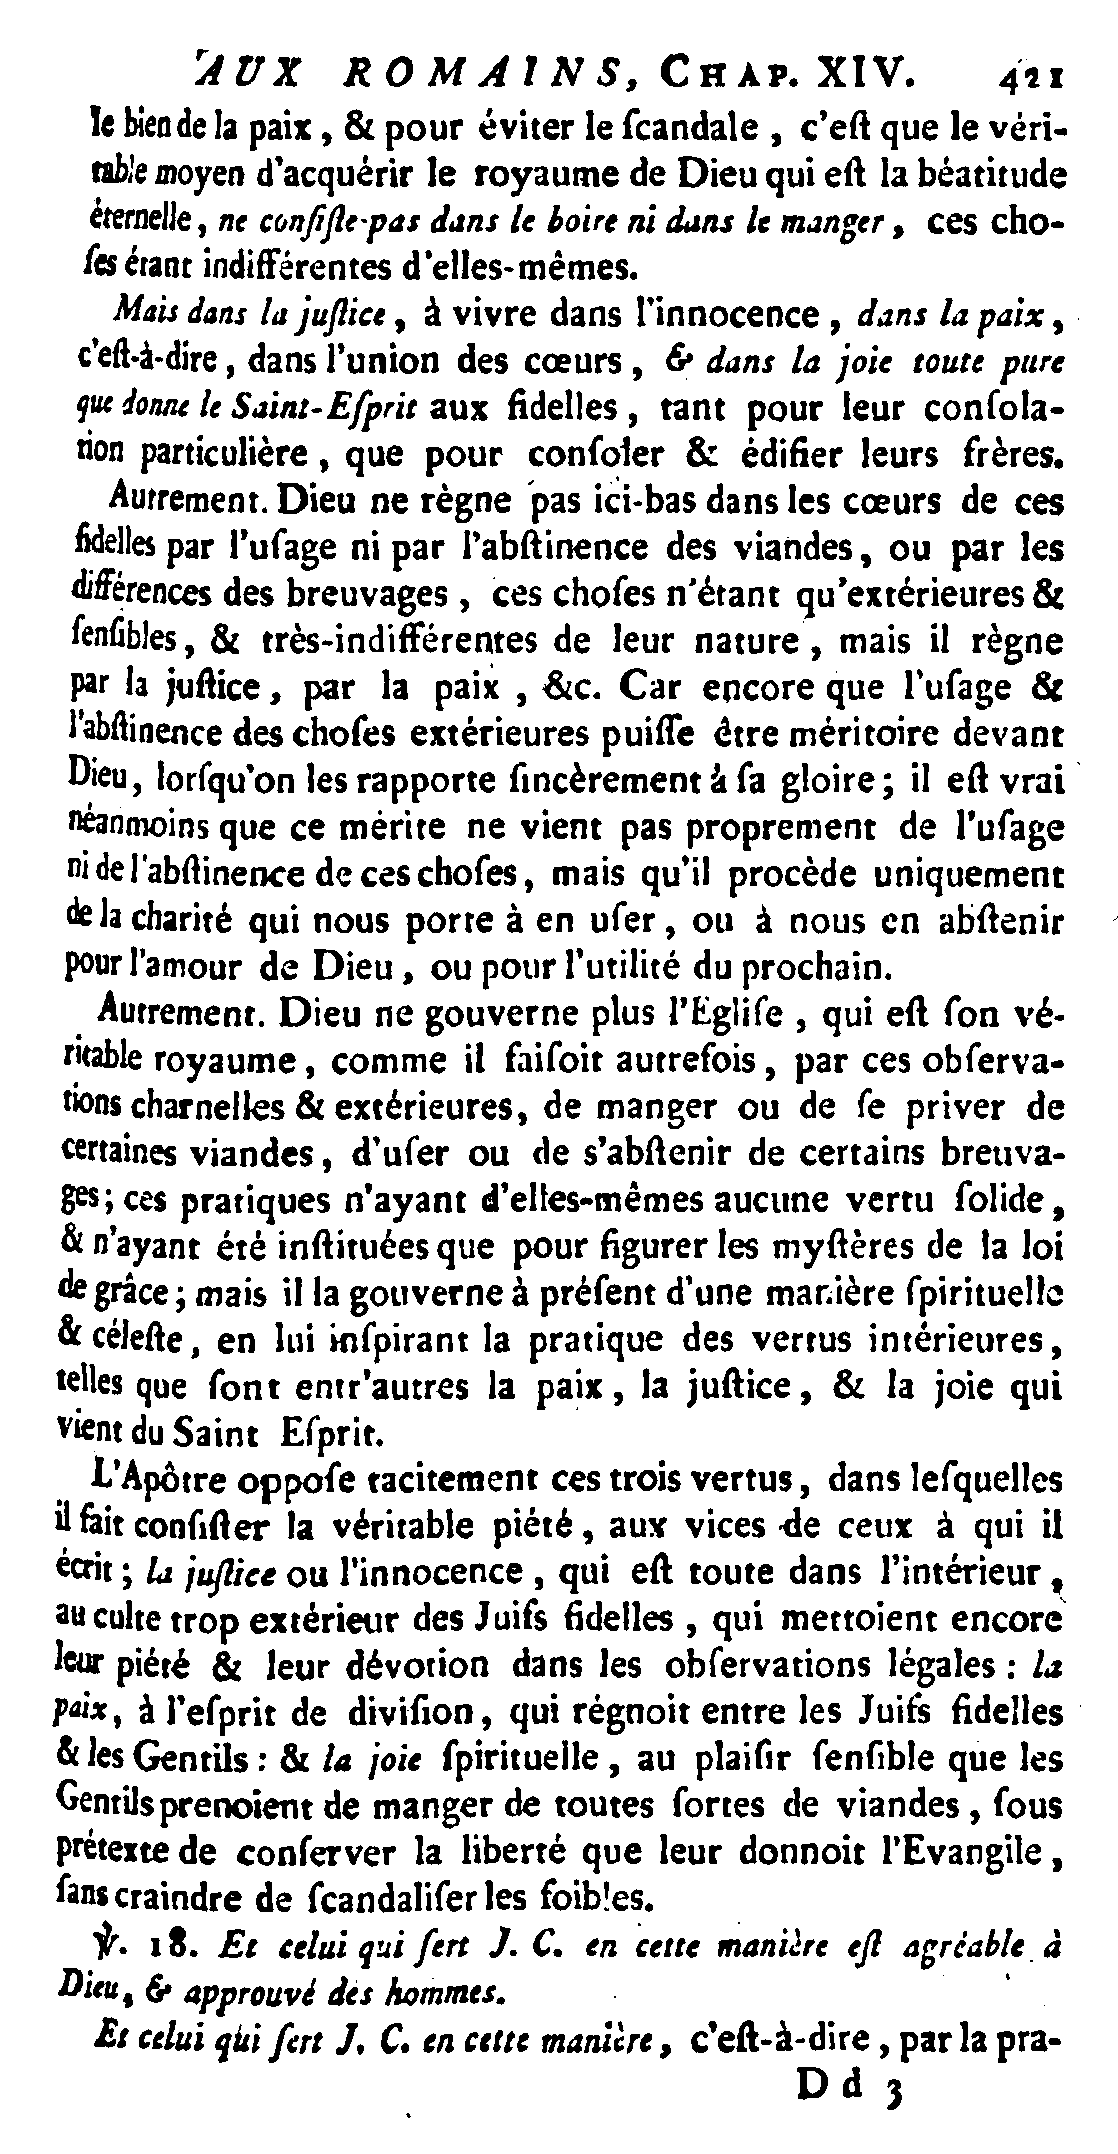 AUX ROMAINS, CHAP. XIV. 421
le bien de la paix, & pour éviter le ſcandale, c'eſt que le véri-
table moyen d'acquérir le royaume de Dieu qui eſt la béatitude
éternelle, ne conſiſte-pas dans le boire ni dans le manger, ces cho-
ſes étant indifférentes d'elles-mêmes.
Mais dans la juſtice, à vivre dans l'innocence, dans la paix,
c'eſt-à-dire, dans l'union des cœurs, & dans la joie toute pure
que donne le Saint-Eſprit aux fidelles, tant pour leur conſola-
tion particulière, que pour conſoler & édifier leurs frères.
Autrement. Dieu ne règne pas ici-bas dans les cœurs de ces
fidelles par l'uſage ni par l'abſtinence des viandes, ou par les
différences des breuvages, ces choſes n'étant qu'extérieures &
ſenſibles, & très-indifférentes de leur nature, mais il règne
par la juſtice, par la paix, &c. Car encore que l'uſage &
l'abſtinence des choſes extérieures puiſſe être méritoire devant
Dieu, lorſqu'on les rapporte ſincèrement à ſa gloire; il eſt vrai
néanmoins que ce mérite ne vient pas proprement de l'uſage
ni de l'abſtinence de ces choſes, mais qu'il procède uniquement
de la charité qui nous porte à en uſer, ou à nous en abſtenir
pour l'amour de Dieu, ou pour l'utilité du prochain.
Autrement. Dieu ne gouverne plus l'Egliſe, qui eſt ſon vé-
ritable royaume, comme il faiſoit autrefois, par ces obſerva-
tions charnelles & extérieures, de manger ou de ſe priver de
certaines viandes, d'uſer ou de s'abſtenir de certains breuva-
ges; ces pratiques n'ayant d'elles-mêmes aucune vertu ſolide,
& n'ayant été inſtituées que pour figurer les myſtères de la loi
de grâce; mais il la gouverne à préſent d'une manière ſpirituelle
& céleſte, en lui inſpirant la pratique des vertus intérieures,
telles que ſont entr'autres la paix, la juſtice, & la joie qui
vient du Saint Eſprit.
L'Apôtre oppoſe tacitement ces trois vertus, dans leſquelles
il fait conſiſter la véritable piété, aux vices de ceux à qui il
écrit; la juſtice ou l'innocence, qui eſt toute dans l'intérieur,
au culte trop extérieur des Juifs fidelles, qui mettoient encore
leur piété & leur dévotion dans les obſervations légales: la
paix, à l'eſprit de diviſion, qui régnoit entre les Juifs fidelles
& les Gentils: & la joie ſpirituelle, au plaiſir ſenſible que les
Gentils prenoient de manger de toutes ſortes de viandes, ſous
prétexte de conſerver la liberté que leur donnoit l'Evangile,
ſans craindre de ſcandaliſer les foibles.
℣. 18. Et celui qui ſert J. C. en cette manière eſt agréable à
Dieu, & approuvé des hommes.
Et celui qui ſert J. C. en cette manière, c'eſt-à-dire, par la pra-
D d 3